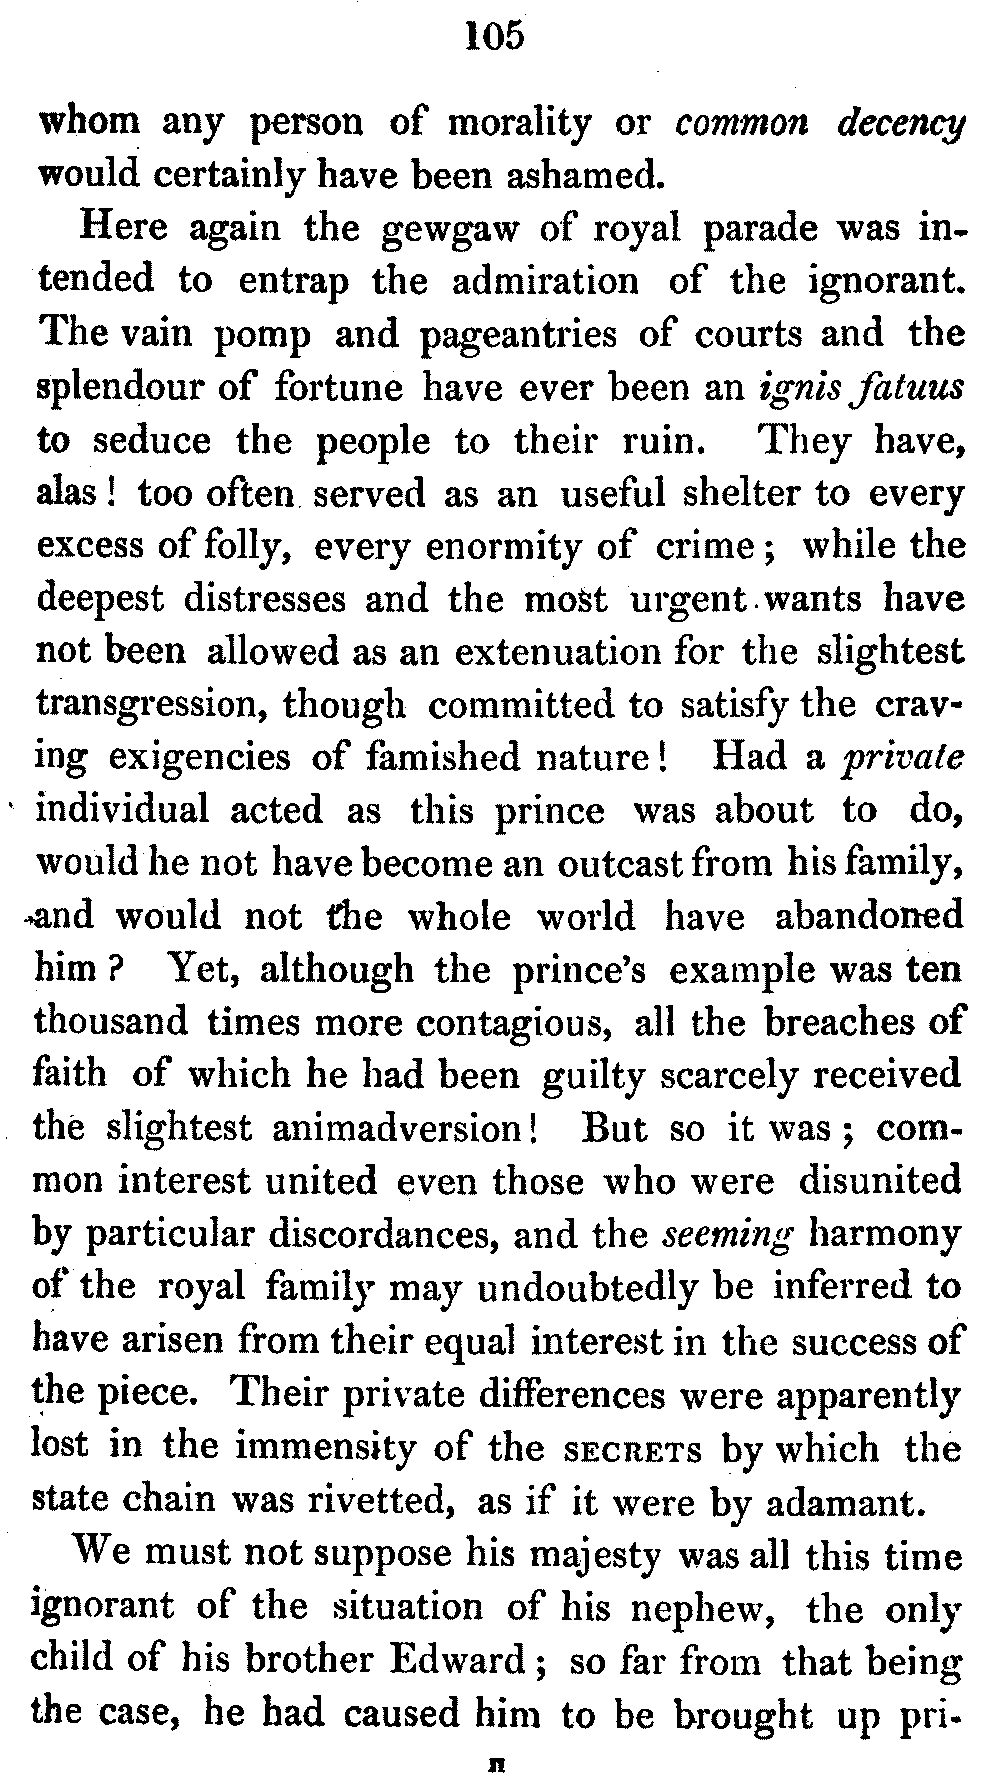 105
whom any person of morality or common decency
would certainly have been ashamed.
Here again the gewgaw of royal parade was in-
tended to entrap the admiration of the ignorant.
The vain pomp and pageantries of courts and the
splendour of fortune have ever been an ignis fatuus
to seduce the people to their ruin. They have,
alas! too often served as an useful shelter to every
excess of folly, every enormity of crime; while the
deepest distresses and the most urgent wants have
not been allowed as an extenuation for the slightest
transgression, though committed to satisfy the crav-
ing exigencies of famished nature! Had a private
individual acted as this prince was about to do,
would he not have become an outcast from his family,
and would not the whole world have abandoned
him? Yet, although the prince's example was ten
thousand times more contagious, all the breaches of
faith of which he had been guilty scarcely received
the slightest animadversion! But so it was; com-
mon interest united even those who were disunited
by particular discordances, and the seeming harmony
of the royal family may undoubtedly be inferred to
have arisen from their equal interest in the success of
the piece. Their private differences were apparently
lost in the immensity of the SECRETS by which the
state chain was rivetted, as if it were by adamant.
We must not suppose his majesty was all this time
ignorant of the situation of his nephew, the only
child of his brother Edward; so far from that being
the case, he had caused him to be brought up pri-